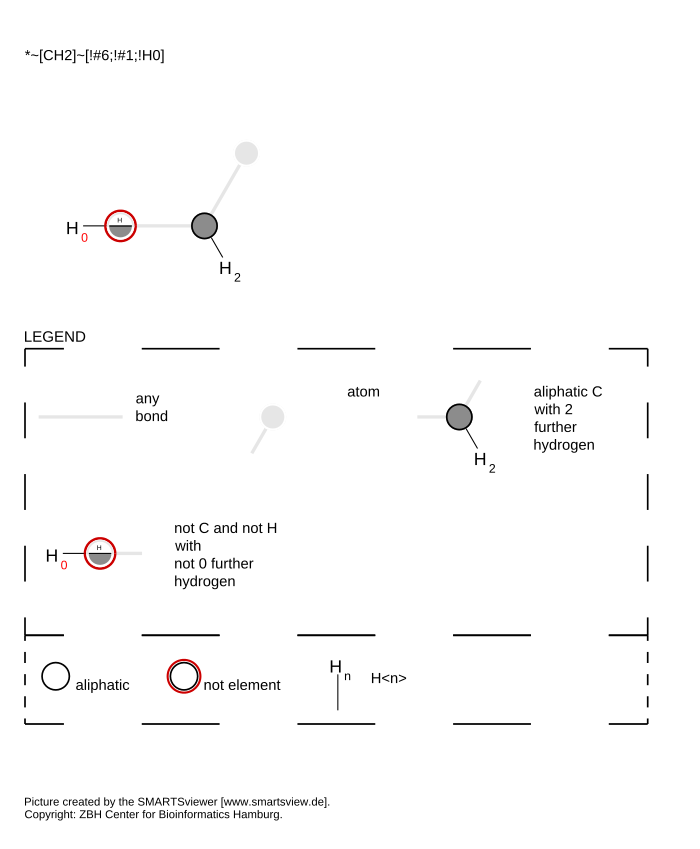 *~[CH2]~[!#6;!#1;!H0]
H
H 0
H 2
LEGEND
any
bond
atom
aliphatic C
with 2
further
hydrogen
H 2
H
H 0
not C and not H
with
not 0 further
hydrogen
aliphatic
not element
H n
H<n>
Picture created by the SMARTSviewer [www.smartsview.de].
Copyright: ZBH Center for Bioinformatics Hamburg.